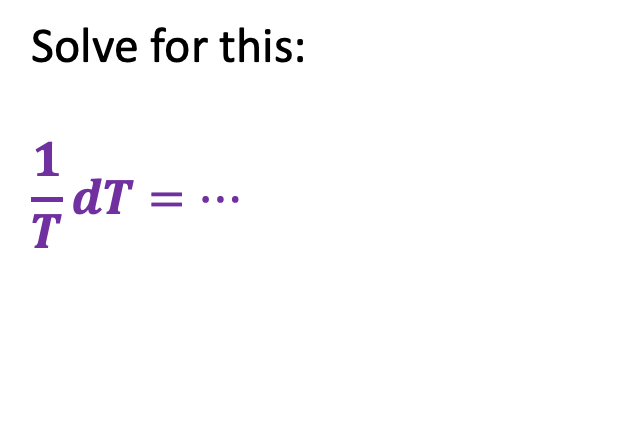 Solve for this:
1/T dT = ⋯